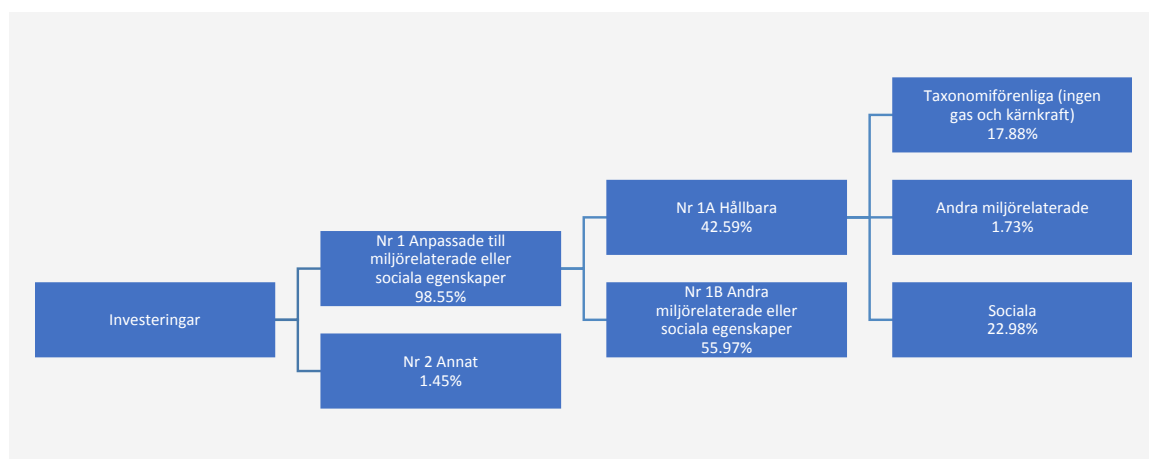 Investeringar
Nr 1 Anpassade till
miljörelaterade eller
sociala egenskaper
98.55%
Nr 2 Annat
1.45%
Nr 1A Hållbara
42.59%
Nr 1B Andra
miljörelaterade eller
sociala egenskaper
55.97%
Taxonomiförenliga (ingen
gas och kärnkraft)
17.88%
Andra miljörelaterade
1.73%
Sociala
22.98%